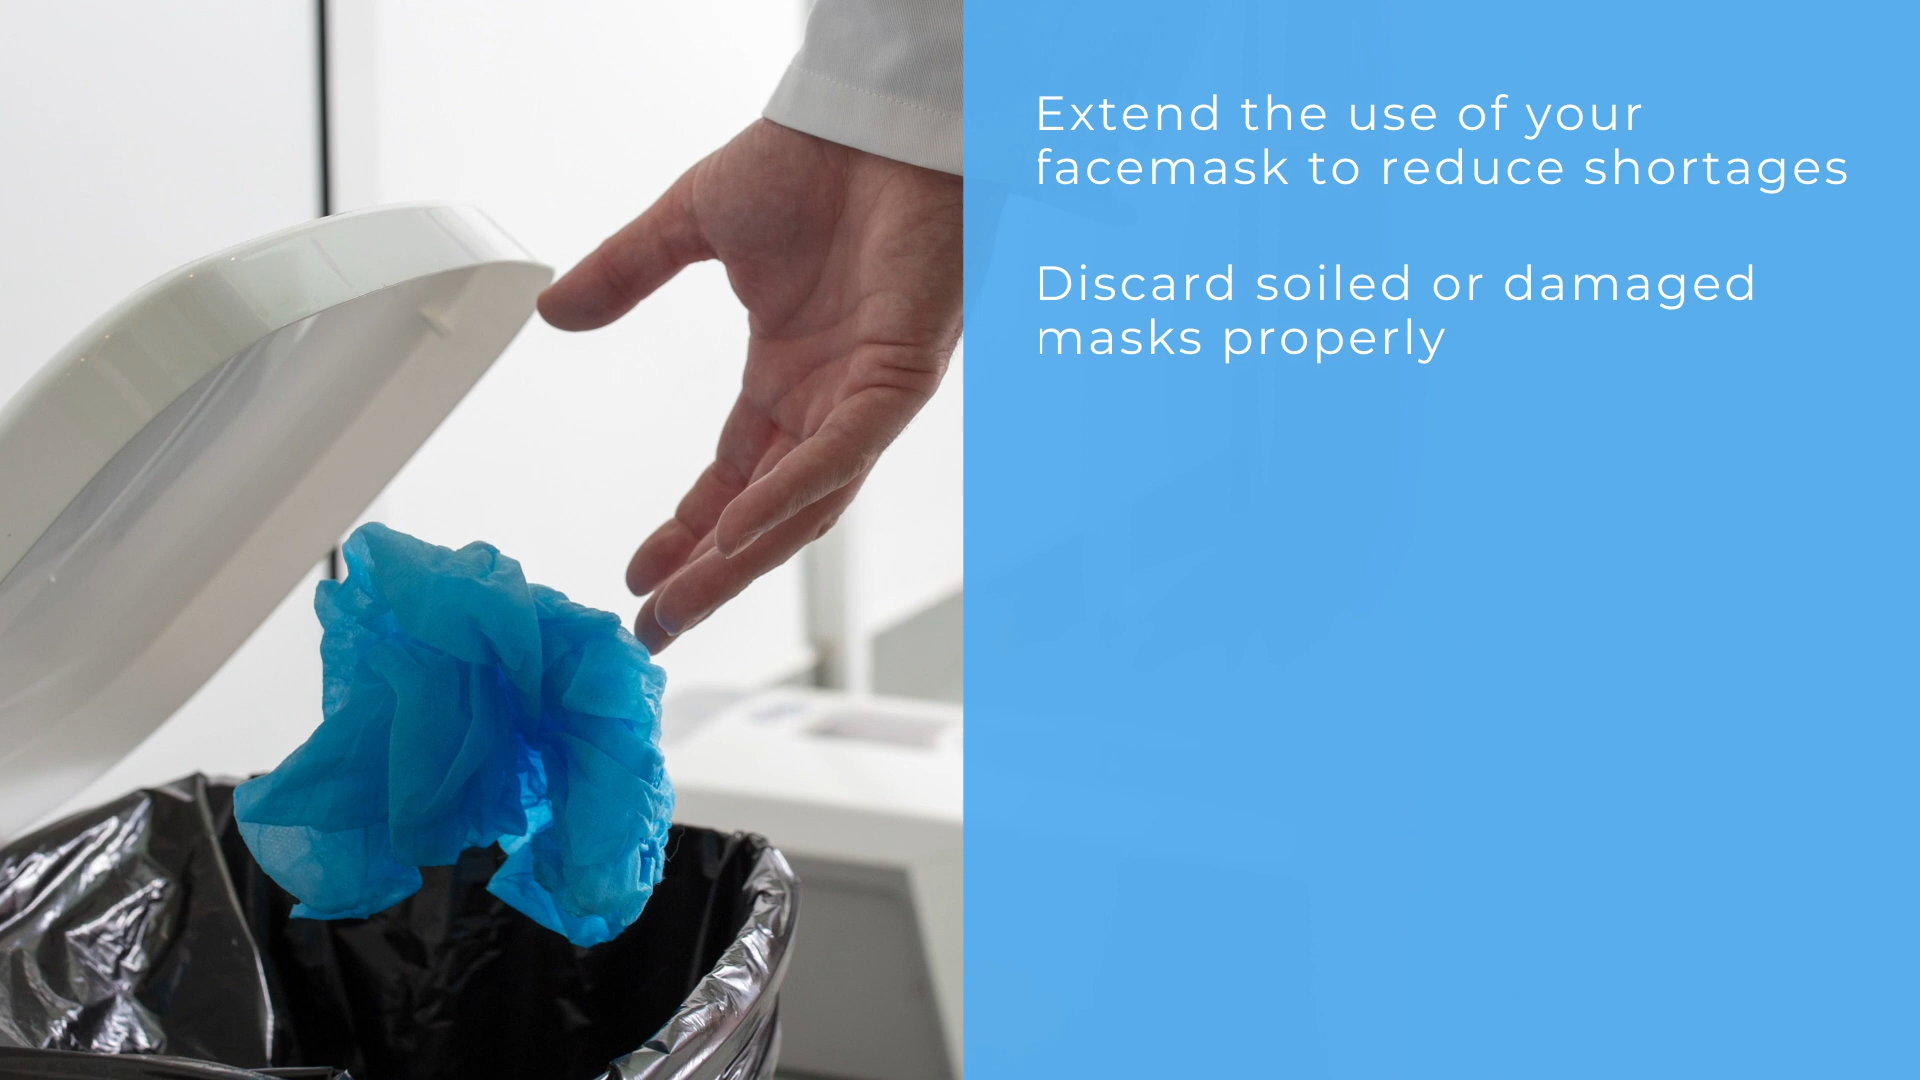 Extend the use of your
facemask to reduce shortages
Discard soiled or damaged
masks properly